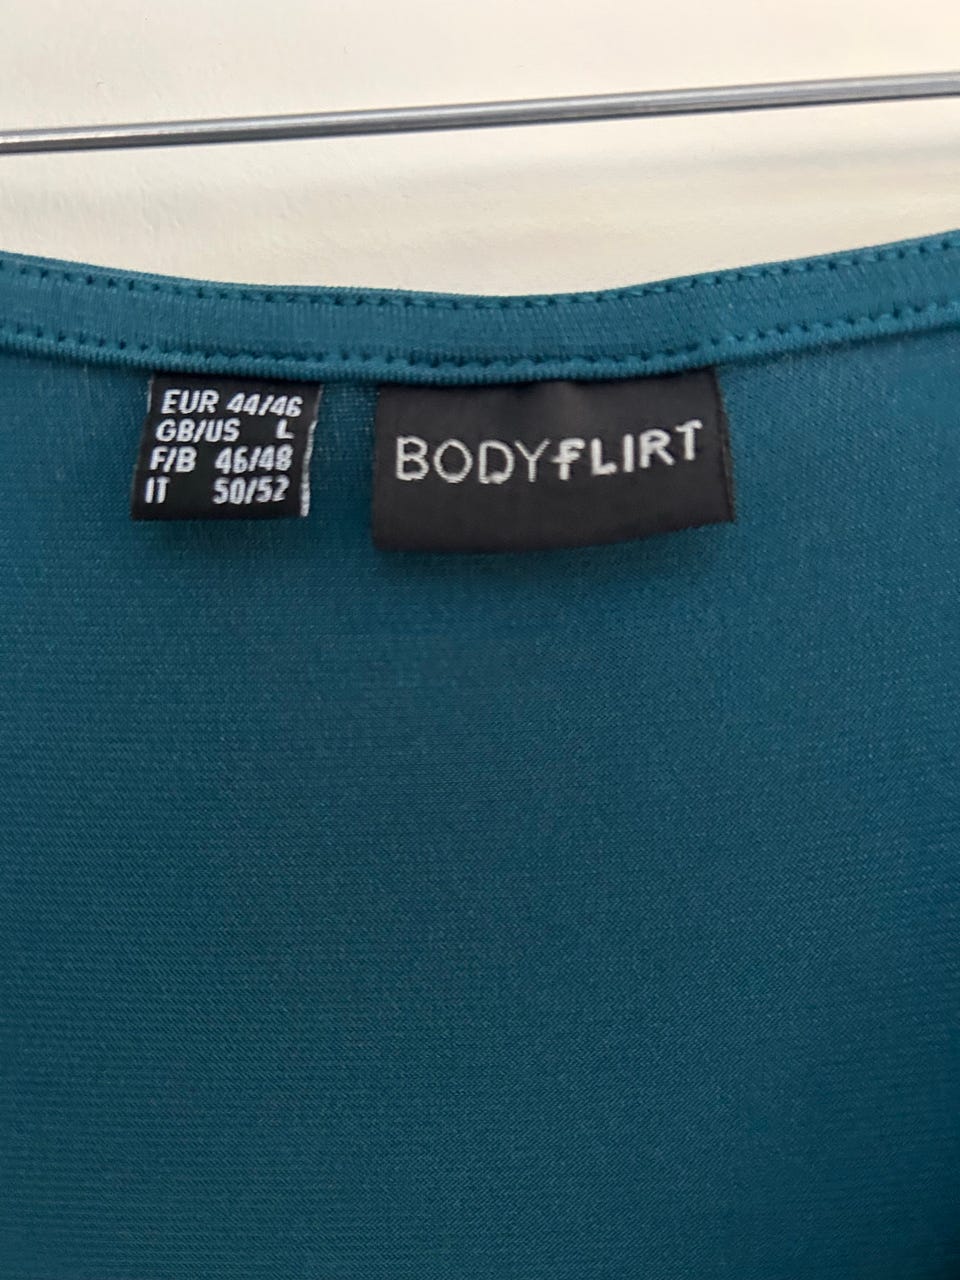 EUR 44/46
GB/US L
F/B 46/48
IT 50/52
BODYFLIRT